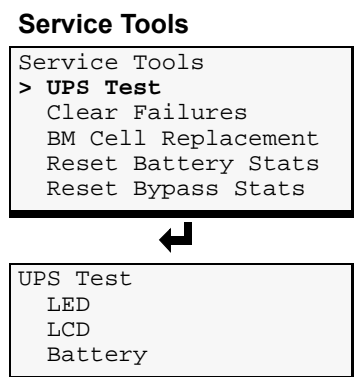 Service Tools
Service Tools
> UPS Test
Clear Failures
BM Cell Replacement
Reset Battery Stats
Reset Bypass Stats
UPS Test
LED
LCD
Battery